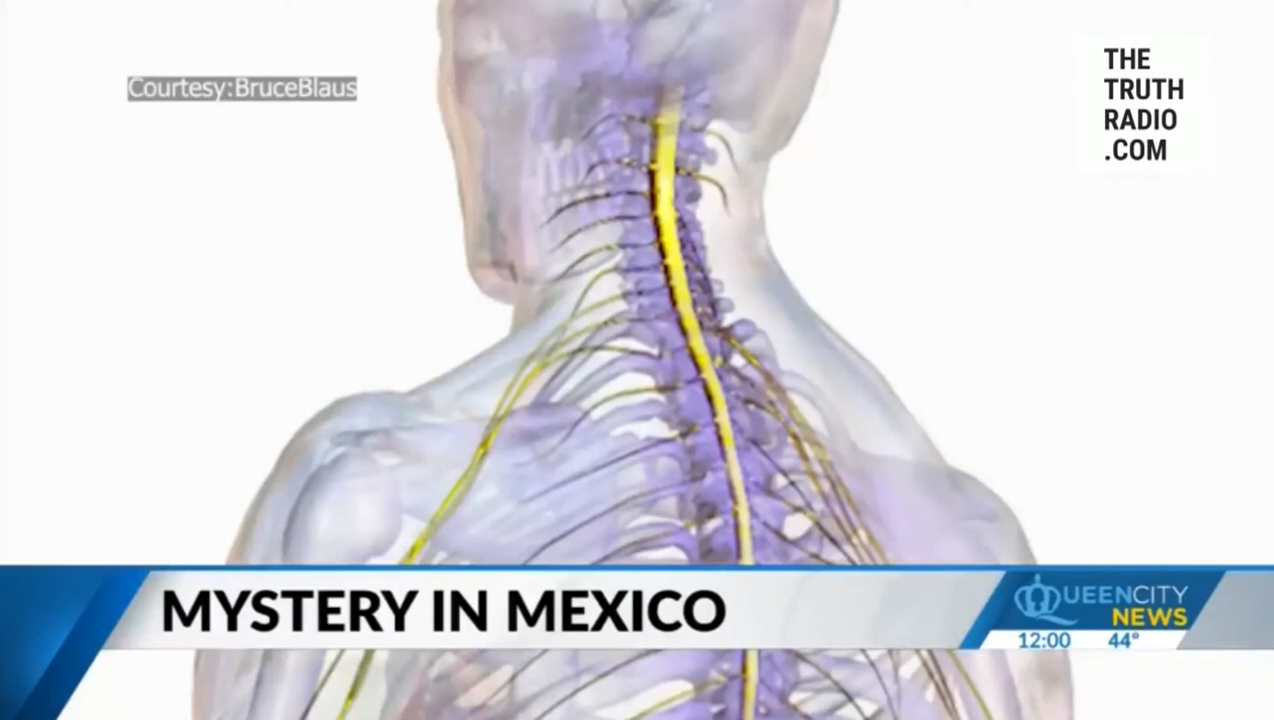 Courtesy:BruceBlaus
THE
TRUTH
RADIO
.COM
MYSTERY IN MEXICO
QUEENCITY
NEWS
12:00 44°